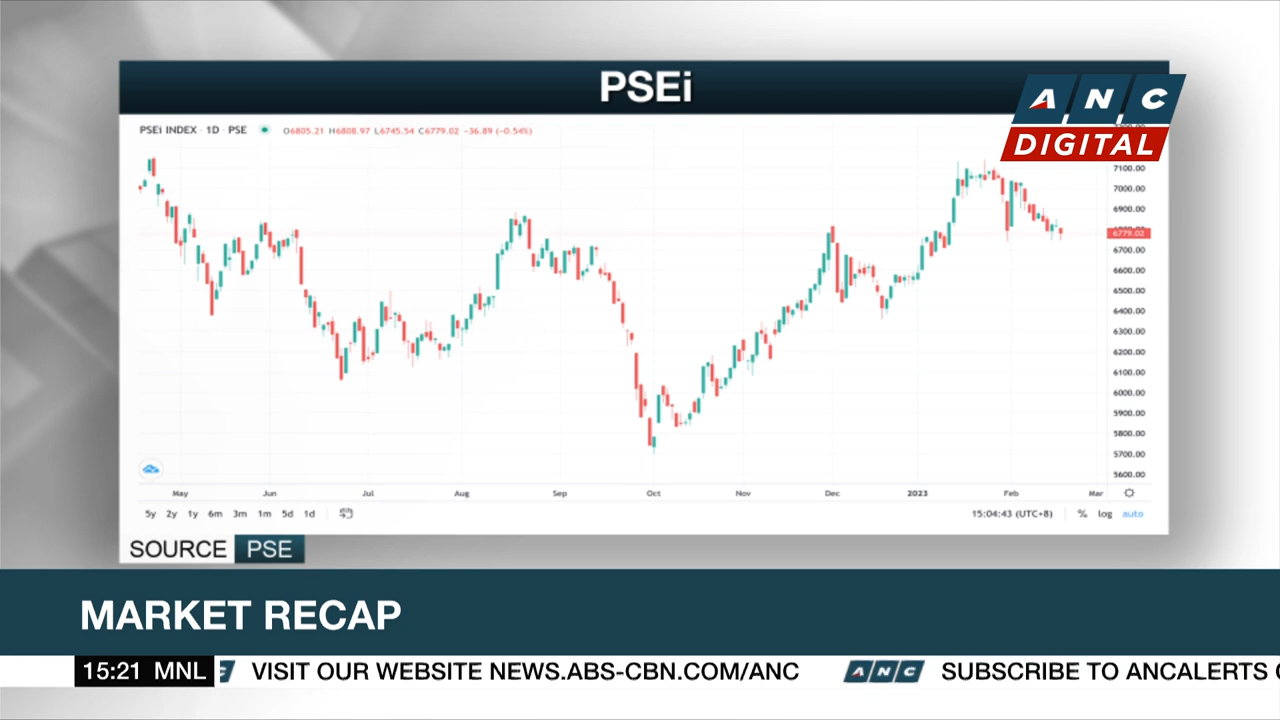 PSEi
ANC
DIGITAL
PSEi INDEX · 1D · PSE O6805.21 H6808.97 L6745.54 C6779.02 −36.89 (−0.54%)
7100.00
7000.00
6900.00
6779.02
6700.00
6600.00
6500.00
6400.00
6300.00
6200.00
6100.00
6000.00
5900.00
5800.00
5700.00
5600.00
May Jun Jul Aug Sep Oct Nov Dec 2023 Feb Mar
5y 2y 1y 6m 3m 1m 5d 1d 15:04:43 (UTC+8) % log auto
SOURCE PSE
MARKET RECAP
15:21 MNL VISIT OUR WEBSITE NEWS.ABS-CBN.COM/ANC ANC SUBSCRIBE TO ANCALERTS